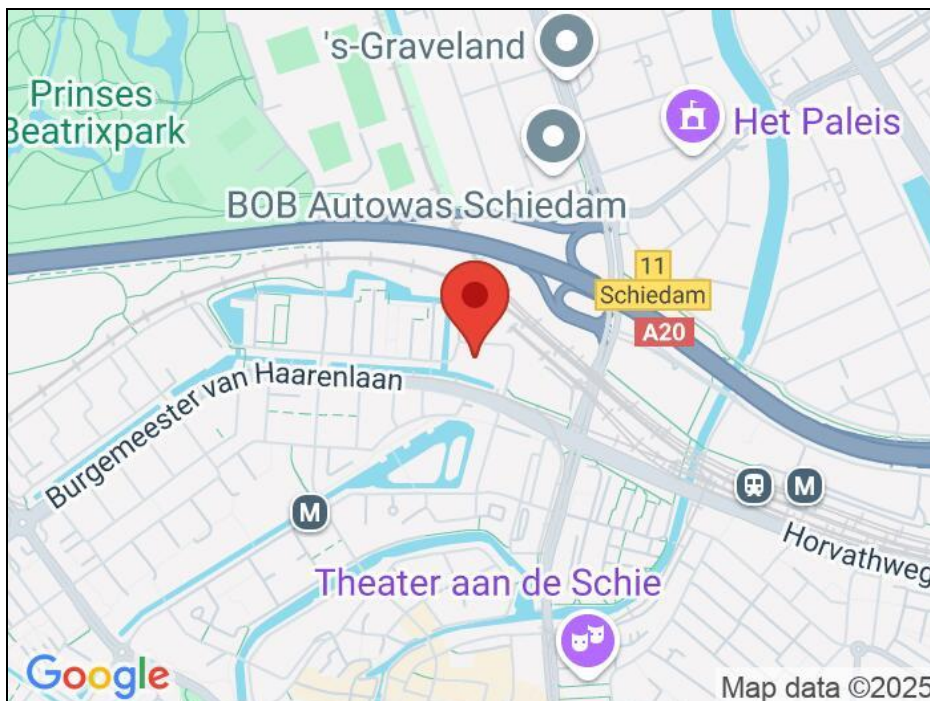 's-Graveland
Prinses
Beatrixpark
Het Paleis
BOB Autowas Schiedam
11
Schiedam
A20
Burgemeester van Haarenlaan
M
M
Horvathweg
Theater aan de Schie
Google
Map data ©2025